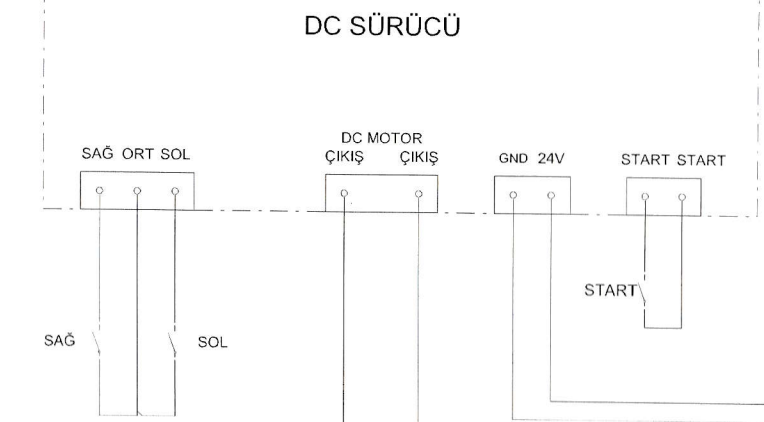 DC SÜRÜCÜ
SAĞ ORT SOL
DC MOTOR
ÇIKIŞ ÇIKIŞ
GND 24V
START START
START
SAĞ
SOL